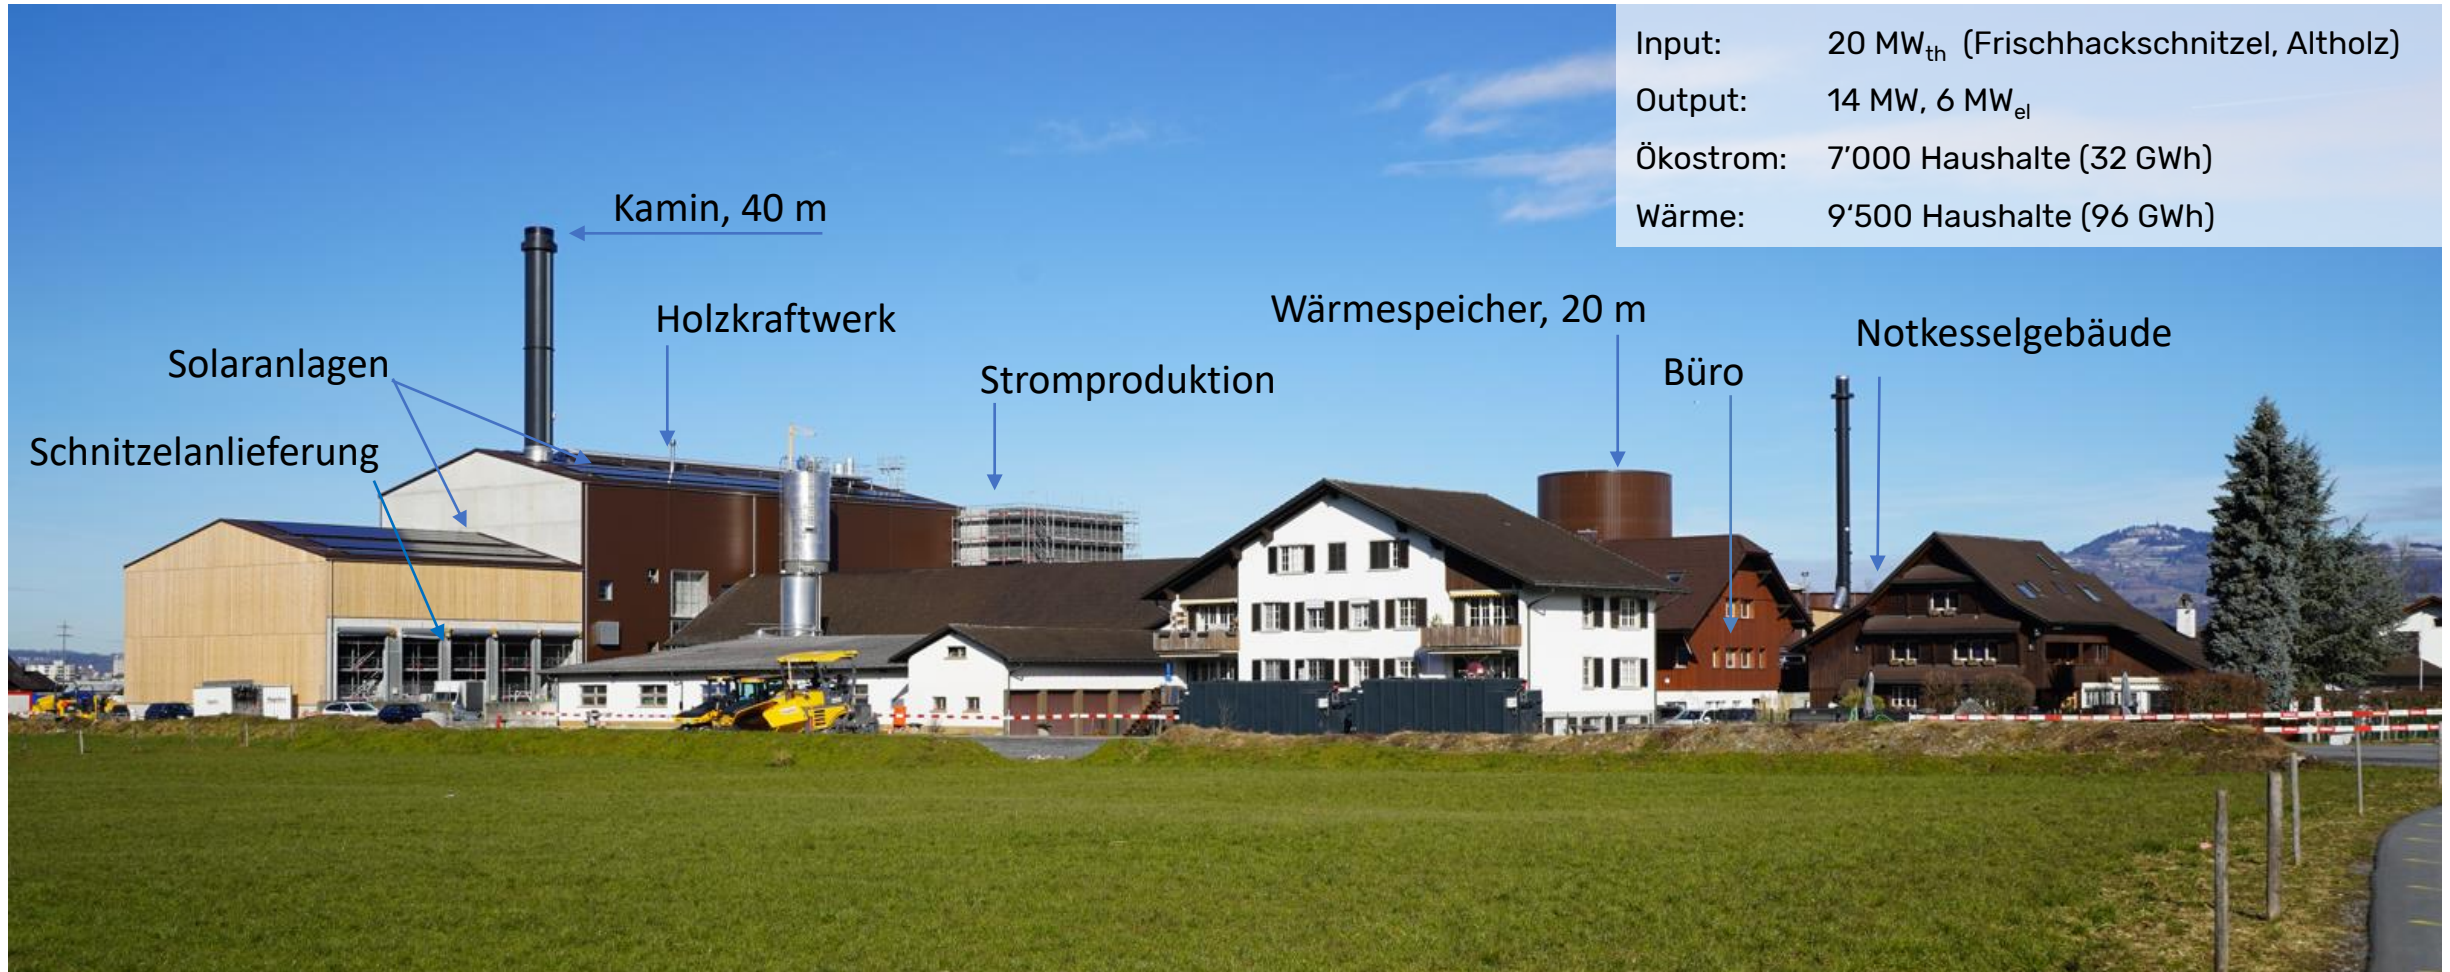 Input: 20 MWth (Frischhackschnitzel, Altholz)
Output: 14 MW, 6 MWel
Ökostrom: 7’000 Haushalte (32 GWh)
Wärme: 9‘500 Haushalte (96 GWh)
Kamin, 40 m
Holzkraftwerk
Wärmespeicher, 20 m
Notkesselgebäude
Solaranlagen
Stromproduktion
Büro
Schnitzelanlieferung